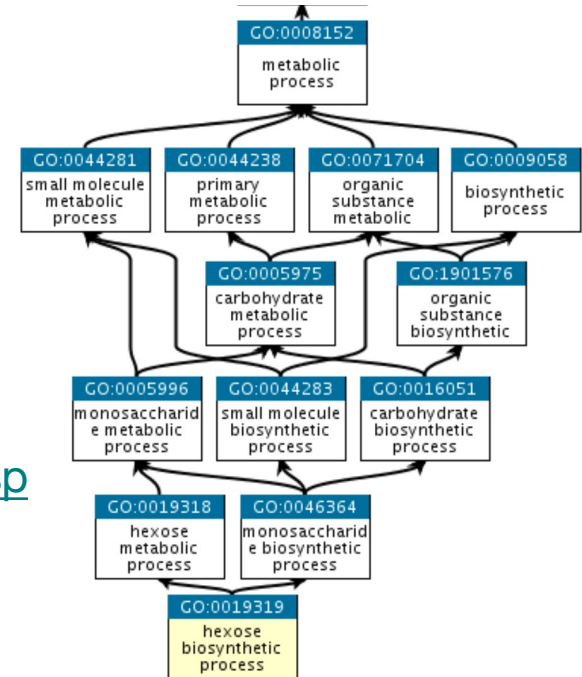 GO:0008152
metabolic
process
GO:0044281
small molecule
metabolic
process
GO:0044238
primary
metabolic
process
GO:0071704
organic
substance
metabolic
GO:0009058
biosynthetic
process
GO:0005975
carbohydrate
metabolic
process
GO:1901576
organic
substance
biosynthetic
GO:0005996
monosaccharid
e metabolic
process
GO:0044283
small molecule
biosynthetic
process
GO:0016051
carbohydrate
biosynthetic
process
p
GO:0019318
hexose
metabolic
process
GO:0046364
monosaccharid
e biosynthetic
process
GO:0019319
hexose
biosynthetic
process